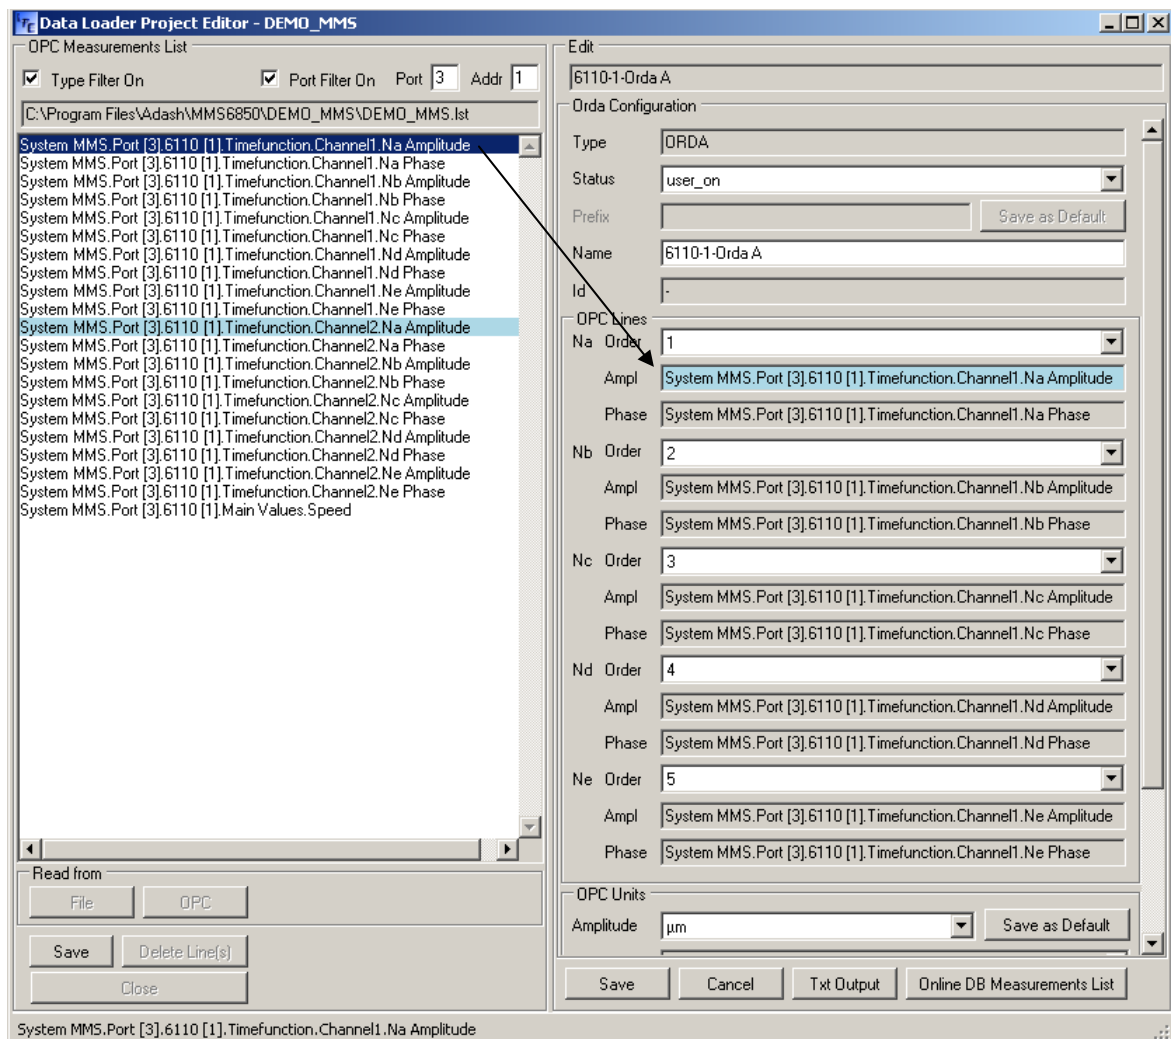 Data Loader Project Editor - DEMO_MMS
OPC Measurements List
Type Filter On
Port Filter On
Port 3
Addr 1
C:\Program Files\Adash\MMS6850\DEMO_MMS\DEMO_MMS.lst
System MMS.Port [3].6110 [1].Timefunction.Channel1.Na Amplitude
System MMS.Port [3].6110 [1].Timefunction.Channel1.Na Phase
System MMS.Port [3].6110 [1].Timefunction.Channel1.Nb Amplitude
System MMS.Port [3].6110 [1].Timefunction.Channel1.Nb Phase
System MMS.Port [3].6110 [1].Timefunction.Channel1.Nc Amplitude
System MMS.Port [3].6110 [1].Timefunction.Channel1.Nc Phase
System MMS.Port [3].6110 [1].Timefunction.Channel1.Nd Amplitude
System MMS.Port [3].6110 [1].Timefunction.Channel1.Nd Phase
System MMS.Port [3].6110 [1].Timefunction.Channel1.Ne Amplitude
System MMS.Port [3].6110 [1].Timefunction.Channel1.Ne Phase
System MMS.Port [3].6110 [1].Timefunction.Channel2.Na Amplitude
System MMS.Port [3].6110 [1].Timefunction.Channel2.Na Phase
System MMS.Port [3].6110 [1].Timefunction.Channel2.Nb Amplitude
System MMS.Port [3].6110 [1].Timefunction.Channel2.Nb Phase
System MMS.Port [3].6110 [1].Timefunction.Channel2.Nc Amplitude
System MMS.Port [3].6110 [1].Timefunction.Channel2.Nc Phase
System MMS.Port [3].6110 [1].Timefunction.Channel2.Nd Amplitude
System MMS.Port [3].6110 [1].Timefunction.Channel2.Nd Phase
System MMS.Port [3].6110 [1].Timefunction.Channel2.Ne Amplitude
System MMS.Port [3].6110 [1].Timefunction.Channel2.Ne Phase
System MMS.Port [3].6110 [1].Main Values.Speed
Read from
File
OPC
Save
Delete Line(s)
Close
Edit
6110-1-Orda A
Orda Configuration
Type ORDA
Status user_on
Prefix Save as Default
Name 6110-1-Orda A
Id -
OPC Lines
Na Order 1
Ampl System MMS.Port [3].6110 [1].Timefunction.Channel1.Na Amplitude
Phase System MMS.Port [3].6110 [1].Timefunction.Channel1.Na Phase
Nb Order 2
Ampl System MMS.Port [3].6110 [1].Timefunction.Channel1.Nb Amplitude
Phase System MMS.Port [3].6110 [1].Timefunction.Channel1.Nb Phase
Nc Order 3
Ampl System MMS.Port [3].6110 [1].Timefunction.Channel1.Nc Amplitude
Phase System MMS.Port [3].6110 [1].Timefunction.Channel1.Nc Phase
Nd Order 4
Ampl System MMS.Port [3].6110 [1].Timefunction.Channel1.Nd Amplitude
Phase System MMS.Port [3].6110 [1].Timefunction.Channel1.Nd Phase
Ne Order 5
Ampl System MMS.Port [3].6110 [1].Timefunction.Channel1.Ne Amplitude
Phase System MMS.Port [3].6110 [1].Timefunction.Channel1.Ne Phase
OPC Units
Amplitude µm Save as Default
Save
Cancel
Txt Output
Online DB Measurements List
System MMS.Port [3].6110 [1].Timefunction.Channel1.Na Amplitude